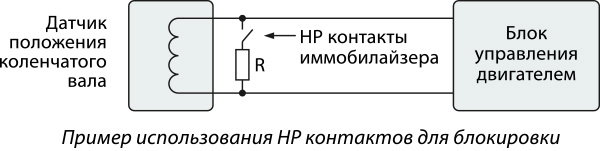 Датчик
положения
коленчатого
вала
R
НР контакты
иммобилайзера
Блок
управления
двигателем
Пример использования НР контактов для блокировки